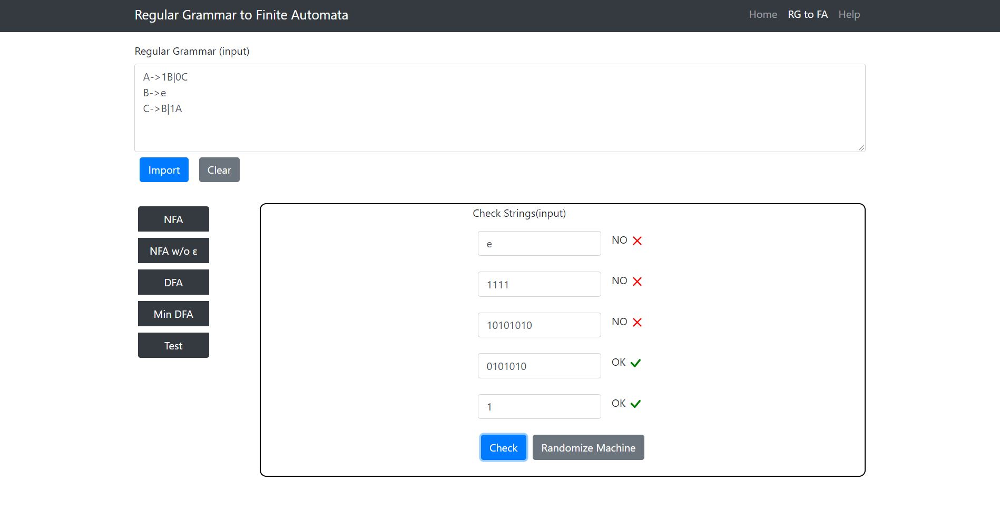 Regular Grammar to Finite Automata
Home RG to FA Help
Regular Grammar (input)
A->1B|0C
B->e
C->B|1A
Import Clear
NFA
NFA w/o ε
DFA
Min DFA
Test
Check Strings(input)
e NO
1111 NO
10101010 NO
0101010 OK
1 OK
Check Randomize Machine